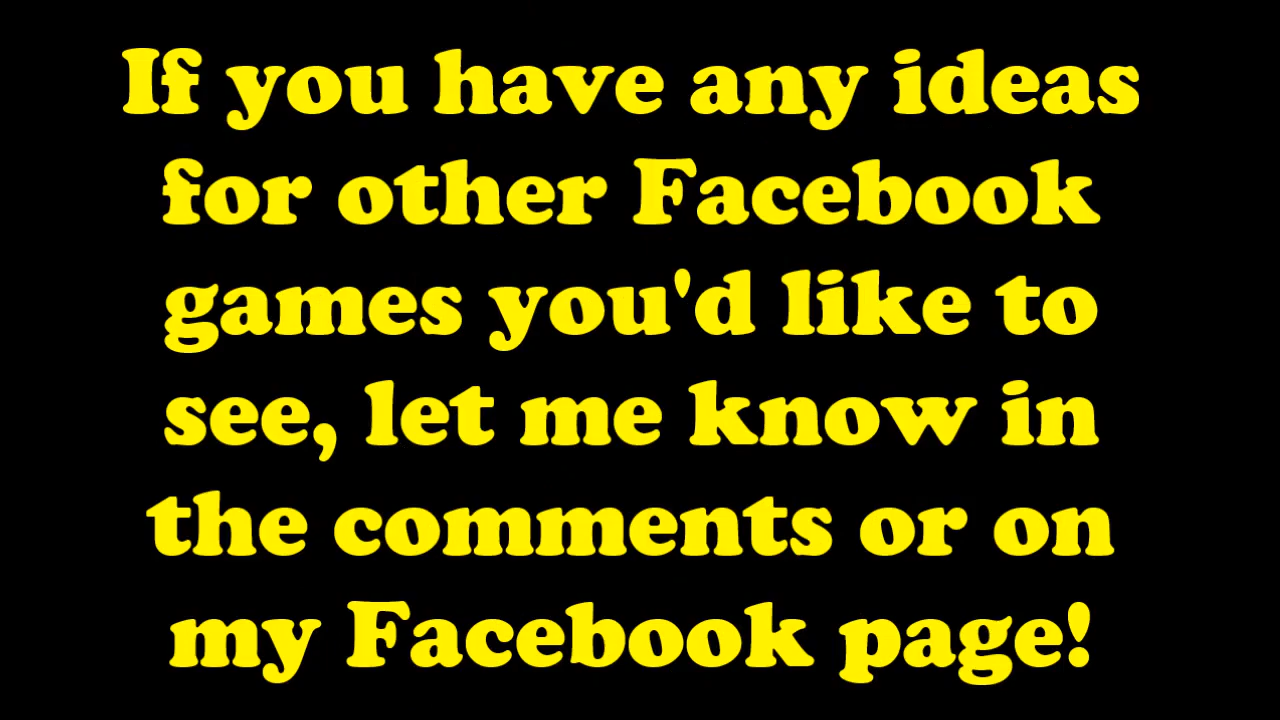 If you have any ideas
for other Facebook
games you'd like to
see, let me know in
the comments or on
my Facebook page!